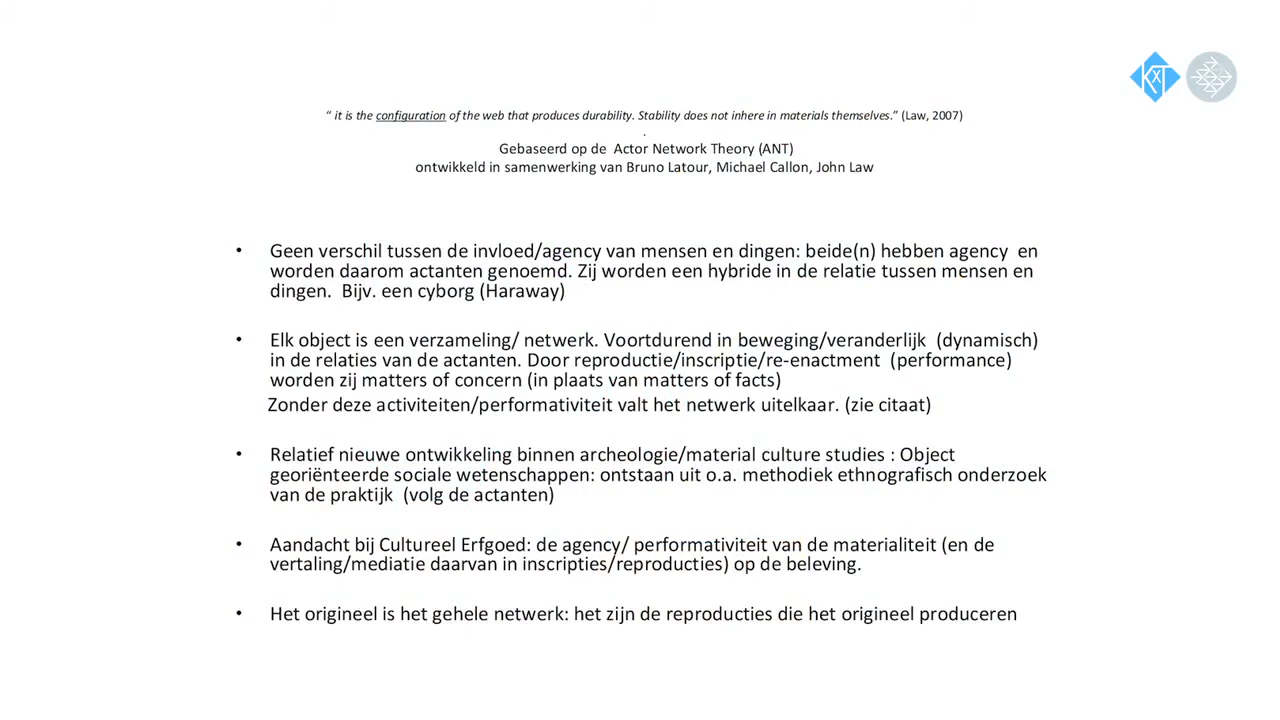 “ it is the configuration of the web that produces durability. Stability does not inhere in materials themselves.” (Law, 2007)
.
Gebaseerd op de  Actor Network Theory (ANT)
ontwikkeld in samenwerking van Bruno Latour, Michael Callon, John Law
KxT
• Geen verschil tussen de invloed/agency van mensen en dingen: beide(n) hebben agency  en
worden daarom actanten genoemd. Zij worden een hybride in de relatie tussen mensen en
dingen.  Bijv. een cyborg (Haraway)
• Elk object is een verzameling/ netwerk. Voortdurend in beweging/veranderlijk  (dynamisch)
in de relaties van de actanten. Door reproductie/inscriptie/re-enactment  (performance)
worden zij matters of concern (in plaats van matters of facts)
Zonder deze activiteiten/performativiteit valt het netwerk uitelkaar. (zie citaat)
• Relatief nieuwe ontwikkeling binnen archeologie/material culture studies : Object
georiënteerde sociale wetenschappen: ontstaan uit o.a. methodiek ethnografisch onderzoek
van de praktijk  (volg de actanten)
• Aandacht bij Cultureel Erfgoed: de agency/ performativiteit van de materialiteit (en de
vertaling/mediatie daarvan in inscripties/reproducties) op de beleving.
• Het origineel is het gehele netwerk: het zijn de reproducties die het origineel produceren